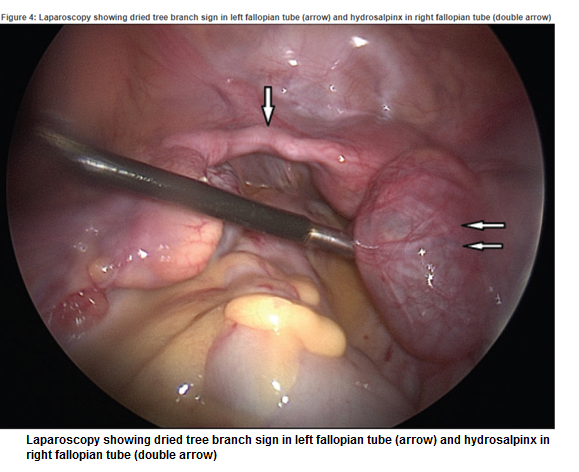 Figure 4: Laparoscopy showing dried tree branch sign in left fallopian tube (arrow) and hydrosalpinx in right fallopian tube (double arrow)
Laparoscopy showing dried tree branch sign in left fallopian tube (arrow) and hydrosalpinx in
right fallopian tube (double arrow)